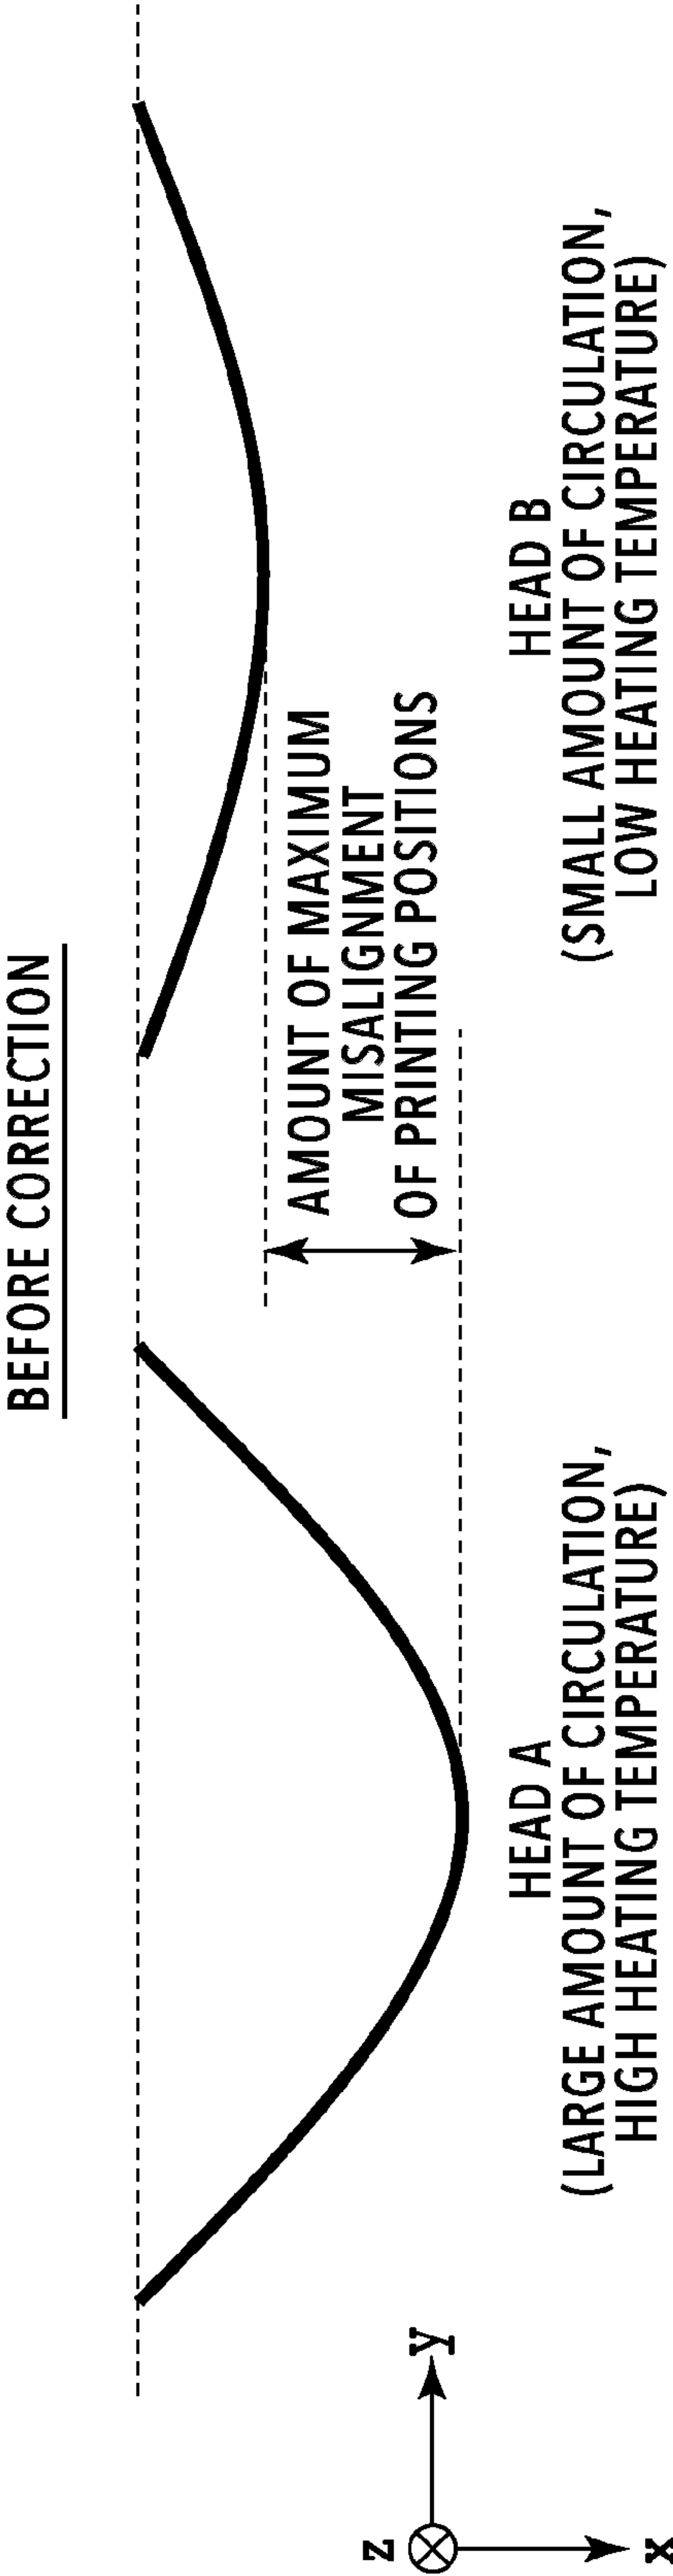 BEFORE CORRECTION
AMOUNT OF MAXIMUM
MISALIGNMENT
OF PRINTING POSITIONS
HEAD A
(LARGE AMOUNT OF CIRCULATION,
HIGH HEATING TEMPERATURE)
HEAD B
(SMALL AMOUNT OF CIRCULATION,
LOW HEATING TEMPERATURE)
z
y
x